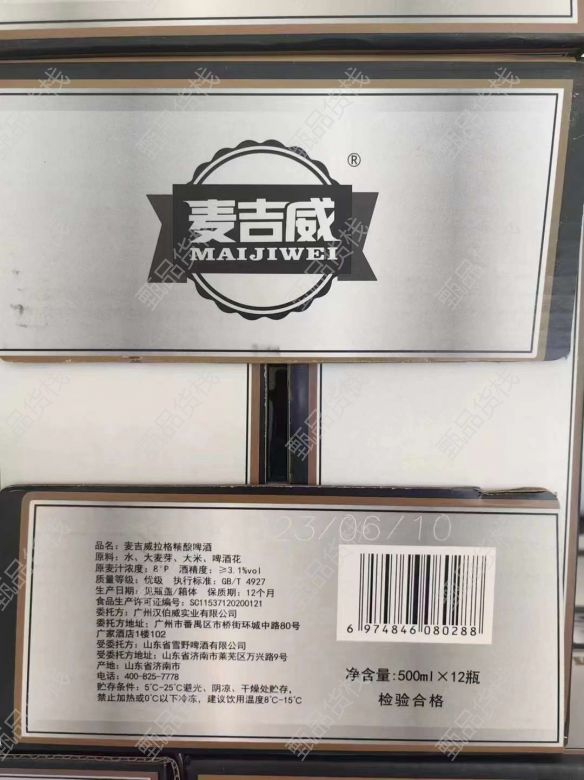 ®
麦吉威
MAIJIWEI
23/06/10
品名：麦吉威拉格精酿啤酒
原料：水、大麦芽、大米、啤酒花
原麦汁浓度：8°P 酒精度：≥3.1%vol
质量等级：优级 执行标准：GB/T 4927
生产日期：见瓶盖/箱体 保质期：12个月
食品生产许可证编号：SC11537120200121
委托方：广州汉伯威实业有限公司
委托方地址：广州市番禺区市桥街环城中路80号
广家酒店1楼102
受委托方：山东省雪野啤酒有限公司
受委托方地址：山东省济南市莱芜区万兴路9号
产地：山东省济南市
电话：400-825-7778
贮存条件：5°C-25°C避光、阴凉、干燥处贮存，
禁止加热或0°C以下冷冻，建议饮用温度8°C-15°C
6 974846 080288
净含量:500ml×12瓶
检验合格
甄品货栈